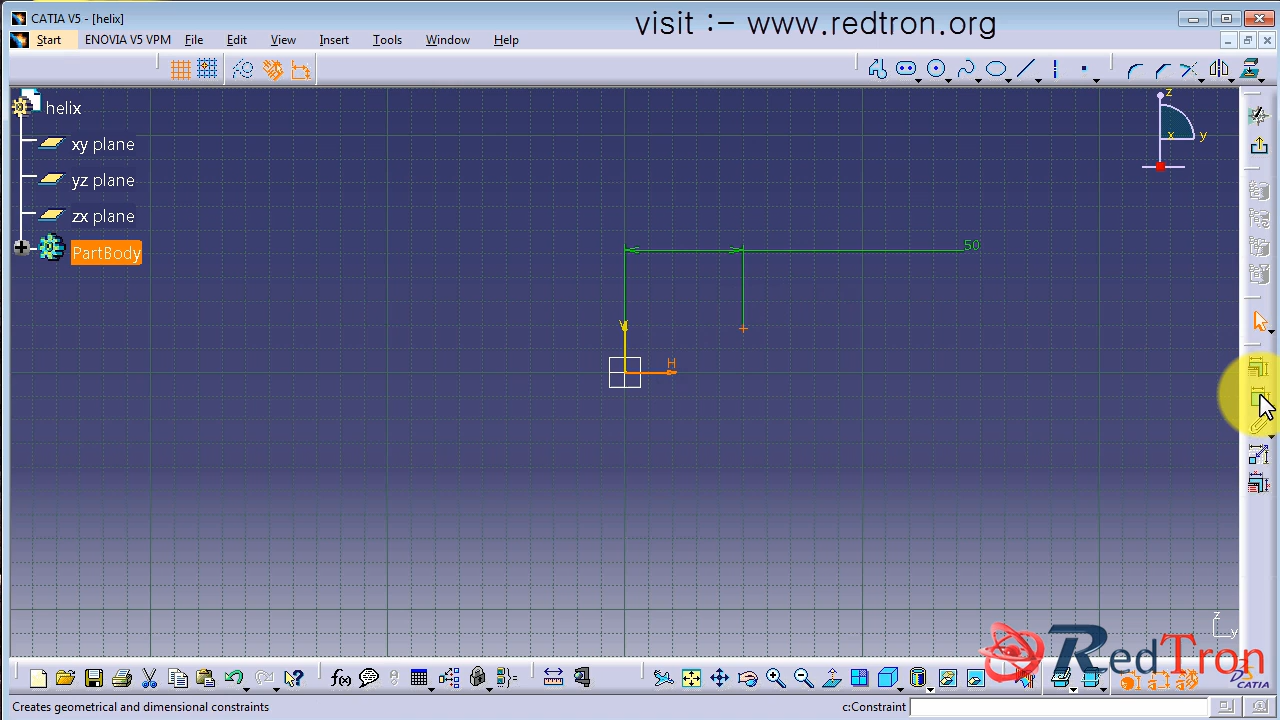 CATIA V5 - [helix]
visit :- www.redtron.org
Start ENOVIA V5 VPM File Edit View Insert Tools Window Help
helix
xy plane
yz plane
zx plane
PartBody
z
x y
50
V
H
z
y
RedTron
CATIA
f(x)
Creates geometrical and dimensional constraints
c:Constraint